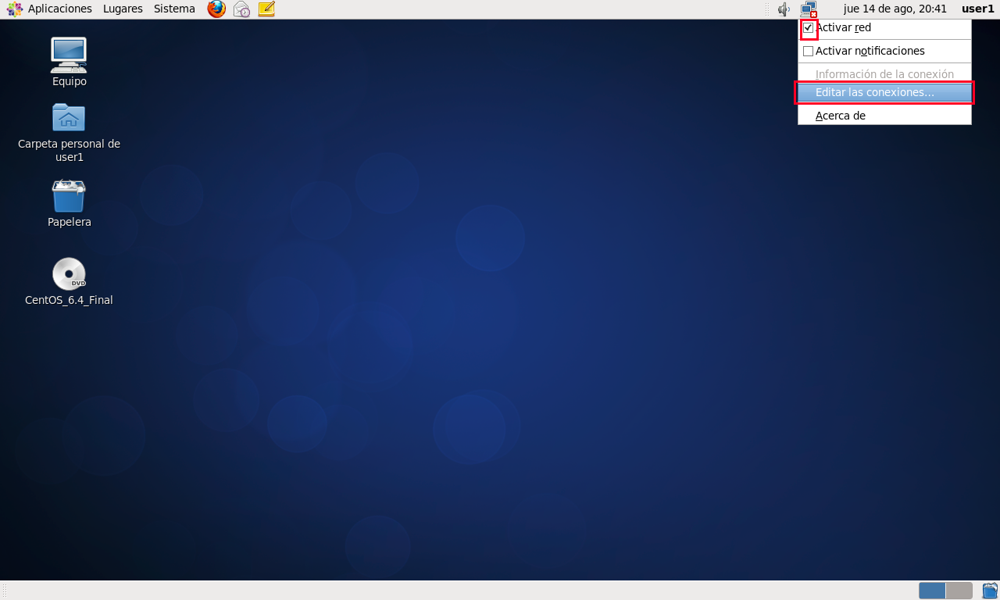 Aplicaciones Lugares Sistema jue 14 de ago, 20:41 user1
Activar red
Activar notificaciones
Información de la conexión
Editar las conexiones...
Acerca de
Equipo
Carpeta personal de
user1
Papelera
DVD
CentOS_6.4_Final